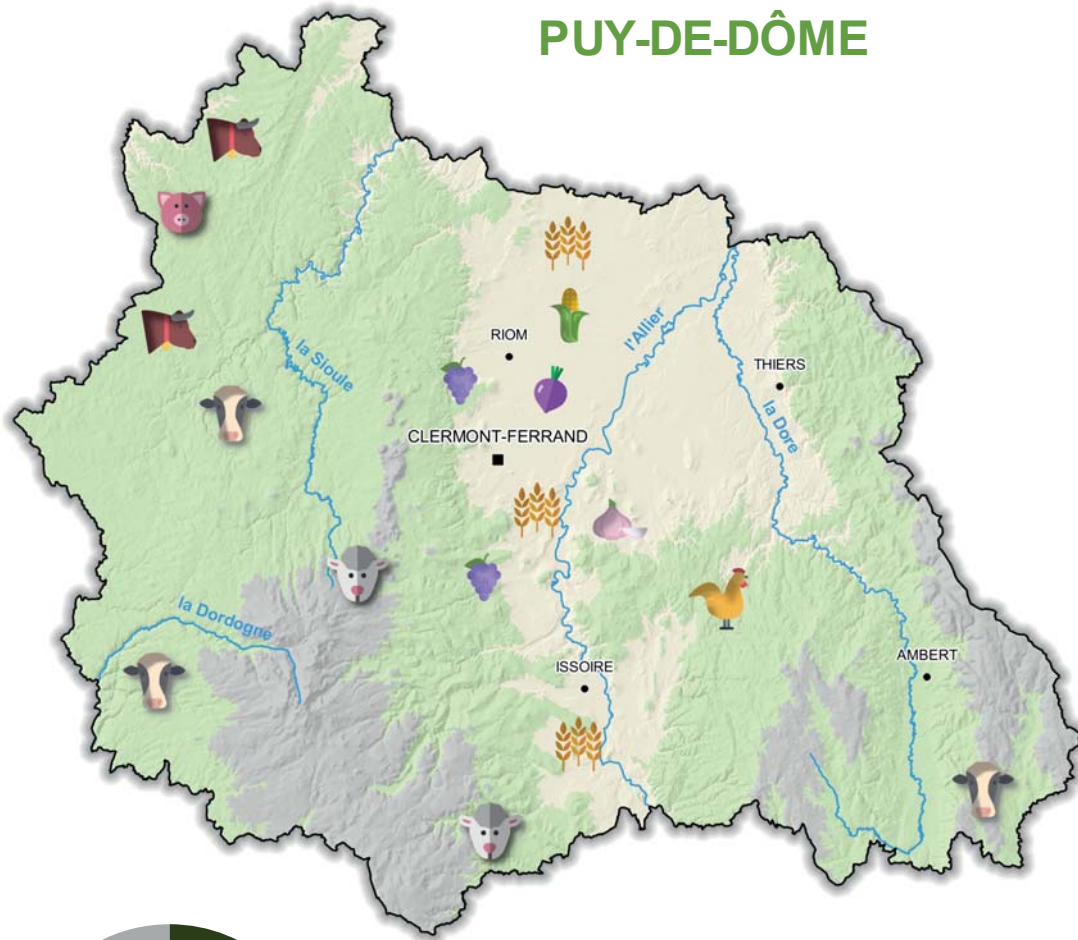 PUY-DE-DÔME
l'Allier
RIOM
la Sioule
THIERS
la Dore
CLERMONT-FERRAND
la Dordogne
ISSOIRE
AMBERT